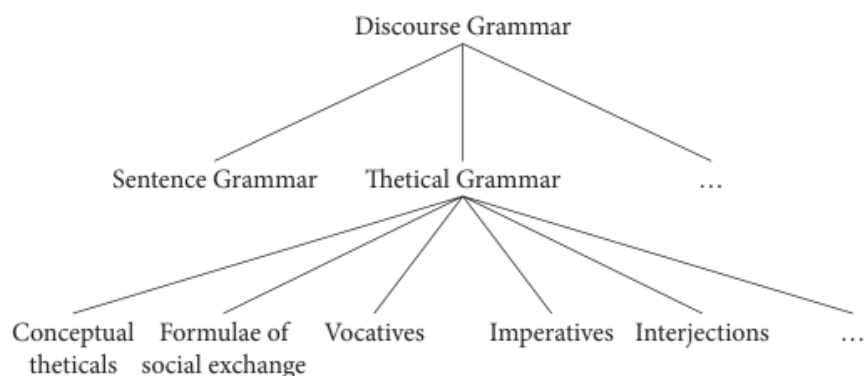 Discourse Grammar
Sentence Grammar Thetical Grammar …
Conceptual Formulae of Vocatives Imperatives Interjections …
theticals social exchange